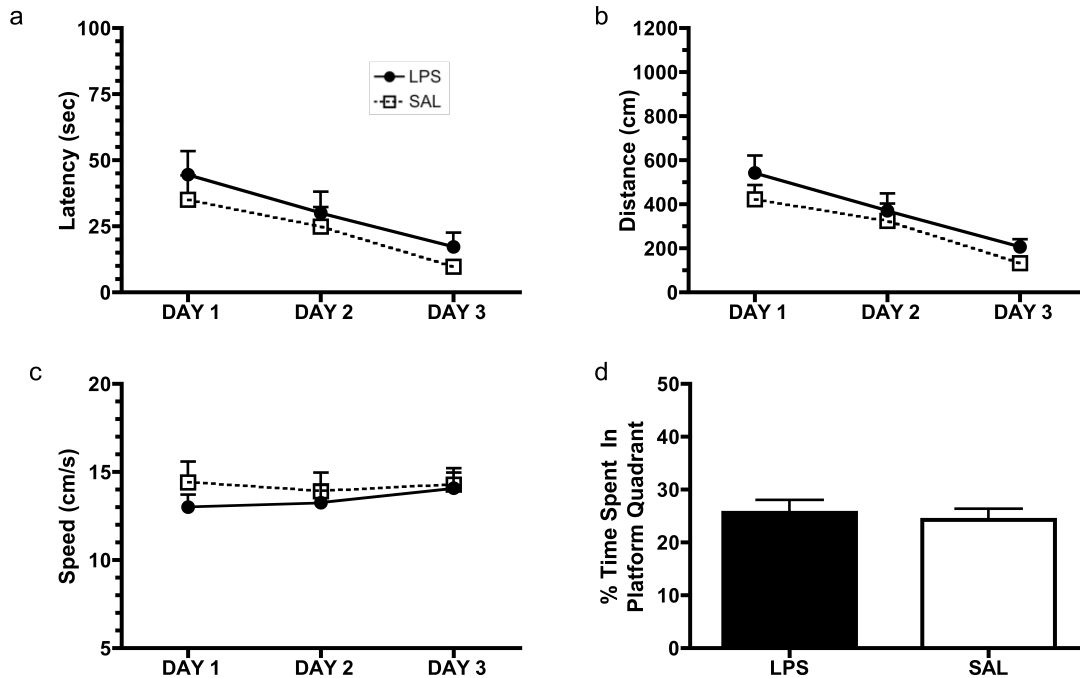 a
100
75
50
25
0
Latency (sec)
LPS
SAL
DAY 1 DAY 2 DAY 3
b
1200
1000
800
600
400
200
0
Distance (cm)
DAY 1 DAY 2 DAY 3
c
20
15
10
5
Speed (cm/s)
DAY 1 DAY 2 DAY 3
d
50
40
30
20
10
0
% Time Spent In
Platform Quadrant
LPS SAL